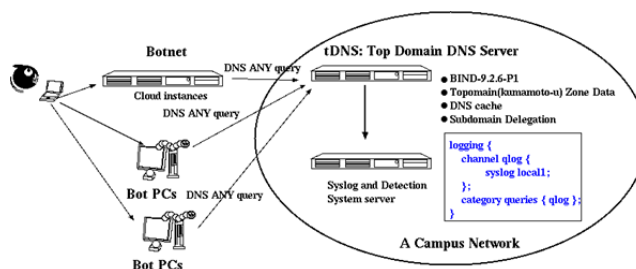 Botnet
tDNS: Top Domain DNS Server
DNS ANY query
Cloud instances
DNS ANY query
Bot PCs
DNS ANY query
Bot PCs
● BIND-9.2.6-P1
● Topomain(kumamoto-u) Zone Data
● DNS cache
● Subdomain Delegation
Syslog and Detection
System server
logging {
channel qlog {
syslog local1;
};
category queries { qlog };
}
A Campus Network